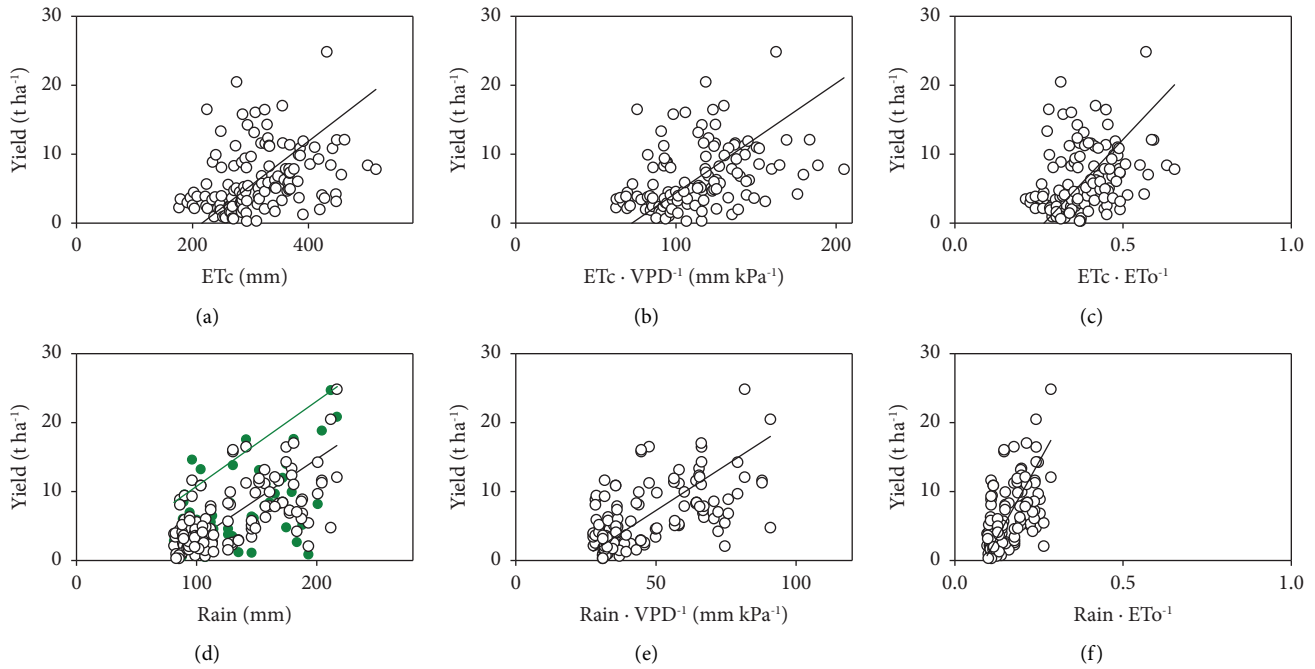 30
20
10
0
Yield (t ha⁻¹)
0
200
400
ETc (mm)
(a)
30
20
10
0
Yield (t ha⁻¹)
0
100
200
ETc · VPD⁻¹ (mm kPa⁻¹)
(b)
30
20
10
0
Yield (t ha⁻¹)
0.0
0.5
1.0
ETc · ETo⁻¹
(c)
30
20
10
0
Yield (t ha⁻¹)
0
100
200
Rain (mm)
(d)
30
20
10
0
Yield (t ha⁻¹)
0
50
100
Rain · VPD⁻¹ (mm kPa⁻¹)
(e)
30
20
10
0
Yield (t ha⁻¹)
0.0
0.5
1.0
Rain · ETo⁻¹
(f)